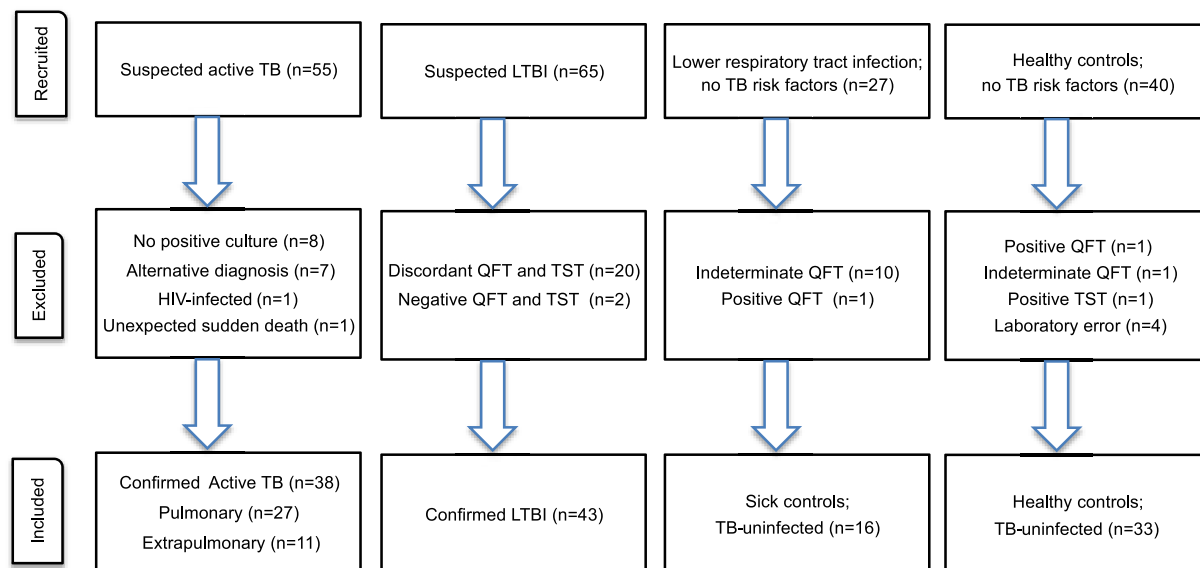 Recruited
Suspected active TB (n=55)
Suspected LTBI (n=65)
Lower respiratory tract infection;
no TB risk factors (n=27)
Healthy controls;
no TB risk factors (n=40)
Excluded
No positive culture (n=8)
Alternative diagnosis (n=7)
HIV-infected (n=1)
Unexpected sudden death (n=1)
Discordant QFT and TST (n=20)
Negative QFT and TST (n=2)
Indeterminate QFT (n=10)
Positive QFT (n=1)
Positive QFT (n=1)
Indeterminate QFT (n=1)
Positive TST (n=1)
Laboratory error (n=4)
Included
Confirmed Active TB (n=38)
Pulmonary (n=27)
Extrapulmonary (n=11)
Confirmed LTBI (n=43)
Sick controls;
TB-uninfected (n=16)
Healthy controls;
TB-uninfected (n=33)